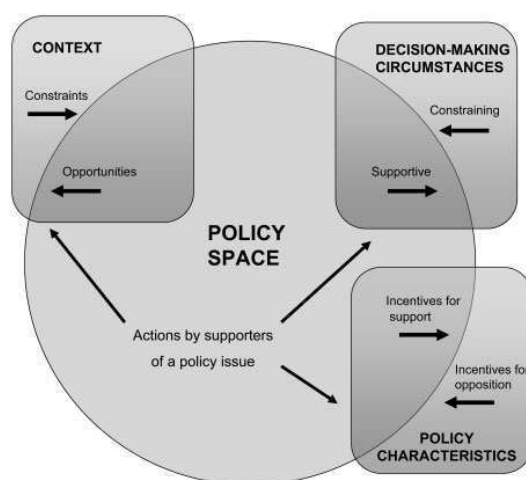 CONTEXT
Constraints
Opportunities
DECISION-MAKING
CIRCUMSTANCES
Constraining
Supportive
POLICY
SPACE
Actions by supporters
of a policy issue
Incentives for
support
Incentives for
opposition
POLICY
CHARACTERISTICS